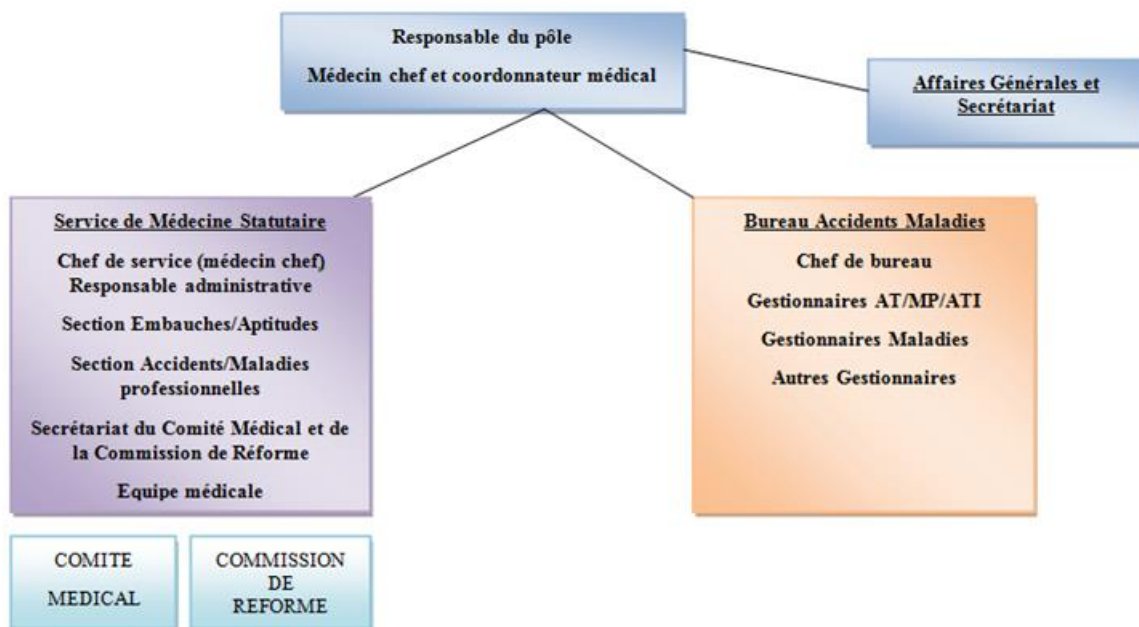 Responsable du pôle
Médecin chef et coordonnateur médical
Affaires Générales et
Secrétariat
Service de Médecine Statutaire
Chef de service (médecin chef)
Responsable administrative
Section Embauches/Aptitudes
Section Accidents/Maladies
professionnelles
Secrétariat du Comité Médical et de
la Commission de Réforme
Equipe médicale
Bureau Accidents Maladies
Chef de bureau
Gestionnaires AT/MP/ATI
Gestionnaires Maladies
Autres Gestionnaires
COMITE
MEDICAL
COMMISSION
DE
REFORME